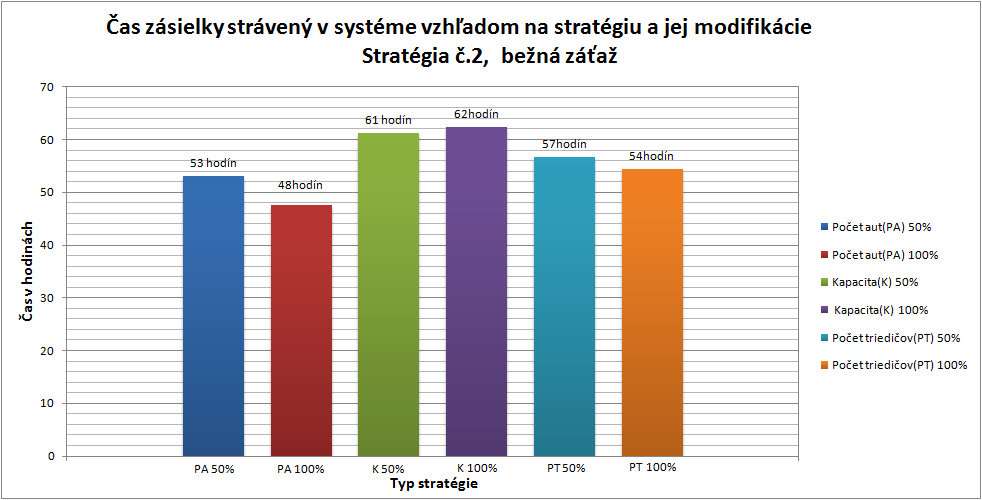 Čas zásielky strávený v systéme vzhľadom na stratégiu a jej modifikácie
Stratégia č.2, bežná záťaž
70
60
50
40
30
20
10
0
Čas v hodinách
53 hodín
48hodín
61 hodín
62hodín
57hodín
54hodín
PA 50%
PA 100%
K 50%
K 100%
PT 50%
PT 100%
Typ stratégie
Počet aut(PA) 50%
Počet aut(PA) 100%
Kapacita(K) 50%
Kapacita(K) 100%
Počet triedičov(PT) 50%
Počet triedičov(PT) 100%